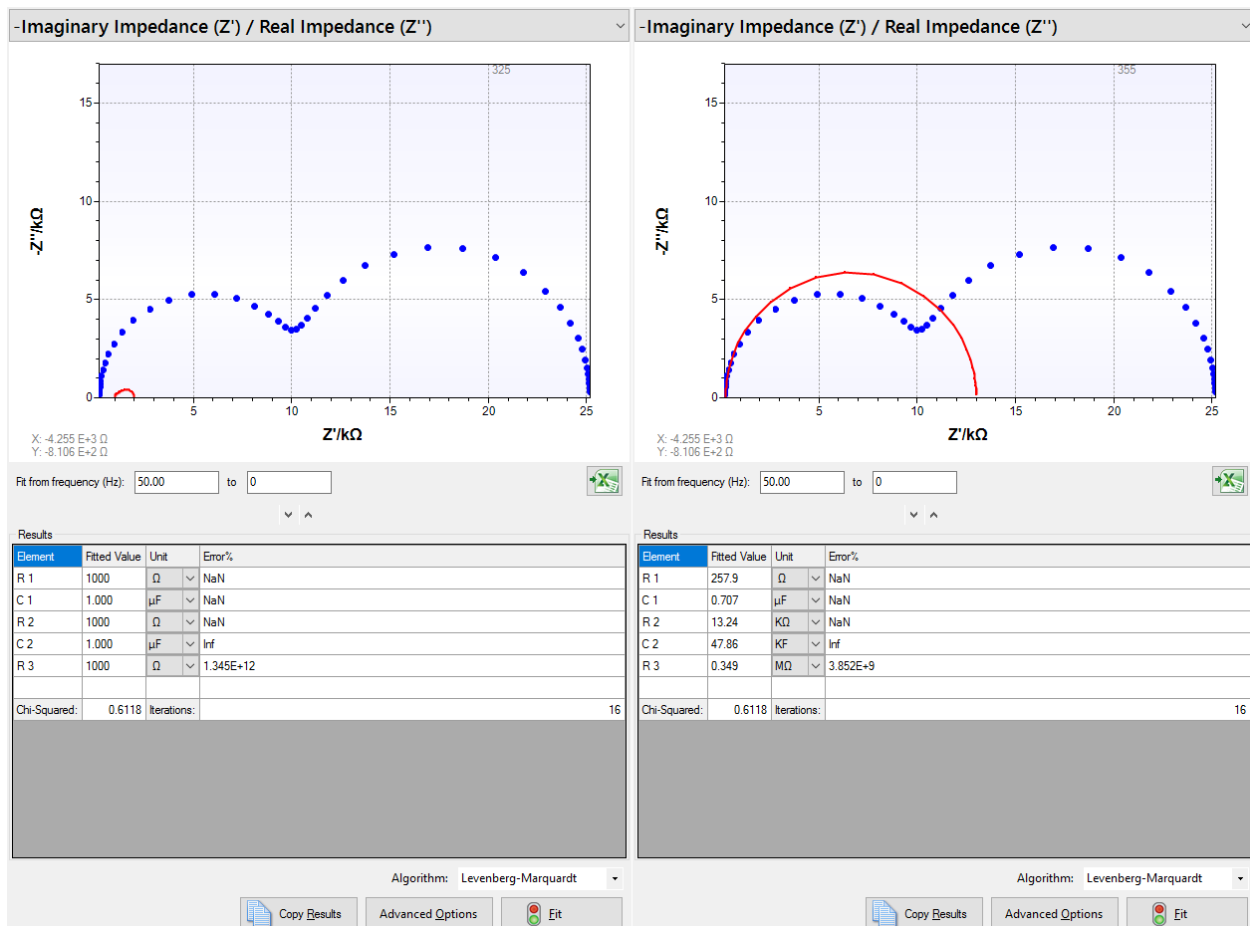 -Imaginary Impedance (Z') / Real Impedance (Z'')
325
15
10
5
0
-Z''/kΩ
5 10 15 20 25
Z'/kΩ
X: -4.255 E+3 Ω
Y: -8.106 E+2 Ω
Fit from frequency (Hz): 50.00 to 0
Results
Element Fitted Value Unit Error%
R 1 1000 Ω NaN
C 1 1.000 µF NaN
R 2 1000 Ω NaN
C 2 1.000 µF Inf
R 3 1000 Ω 1.345E+12
Chi-Squared: 0.6118 Iterations: 16
Algorithm: Levenberg-Marquardt
Copy Results Advanced Options Fit
-Imaginary Impedance (Z') / Real Impedance (Z'')
355
15
10
5
0
-Z''/kΩ
5 10 15 20 25
Z'/kΩ
X: -4.255 E+3 Ω
Y: -8.106 E+2 Ω
Fit from frequency (Hz): 50.00 to 0
Results
Element Fitted Value Unit Error%
R 1 257.9 Ω NaN
C 1 0.707 µF NaN
R 2 13.24 KΩ NaN
C 2 47.86 KF Inf
R 3 0.349 MΩ 3.852E+9
Chi-Squared: 0.6118 Iterations: 16
Algorithm: Levenberg-Marquardt
Copy Results Advanced Options Fit